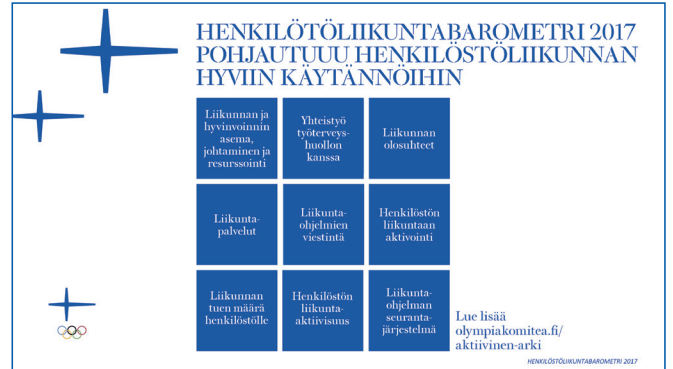 HENKILÖTÖLIIKUNTABAROMETRI 2017
POHJAUTUUU HENKILÖSTÖLIIKUNNAN
HYVIIN KÄYTÄNNÖIHIN
Liikunnan ja
hyvinvoinnin
asema,
johtaminen ja
resurssointi
Yhteistyö
työterveys-
huollon
kanssa
Liikunnan
olosuhteet
Liikunta-
palvelut
Liikunta-
ohjelmien
viestintä
Henkilöstön
liikuntaan
aktivointi
Liikunnan
tuen määrä
henkilöstölle
Henkilöstön
liikunta-
aktiivisuus
Liikunta-
ohjelman
seuranta-
järjestelmä
Lue lisää
olympiakomitea.fi/
aktiivinen-arki
HENKILÖSTÖLIIKUNTABAROMETRI 2017